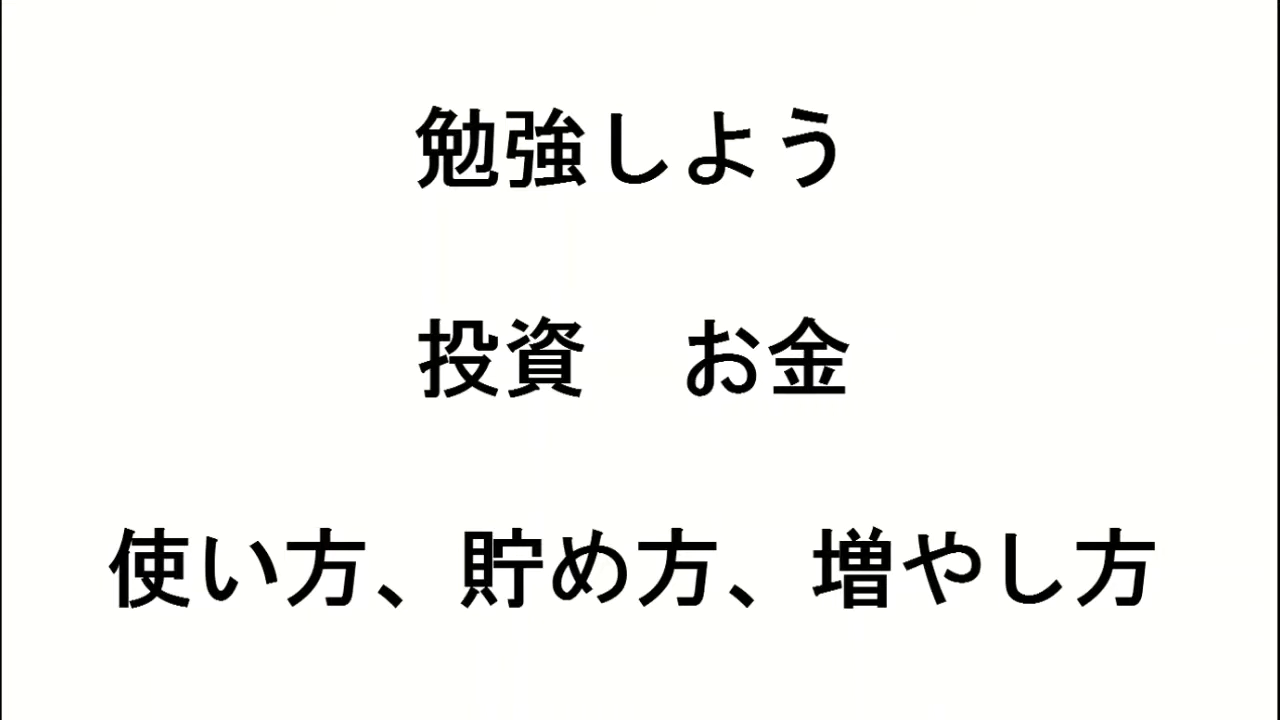 勉強しよう
投資　お金
使い方、貯め方、増やし方